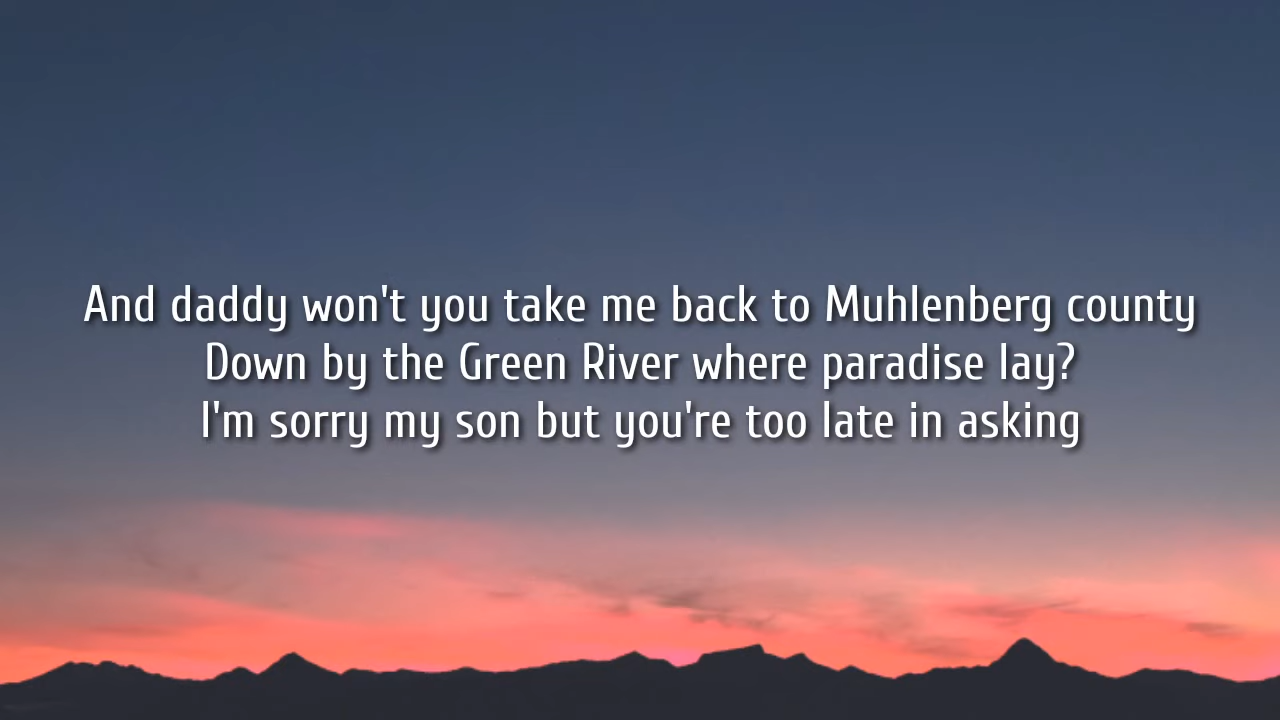 And daddy won't you take me back to Muhlenberg county
Down by the Green River where paradise lay?
I'm sorry my son but you're too late in asking